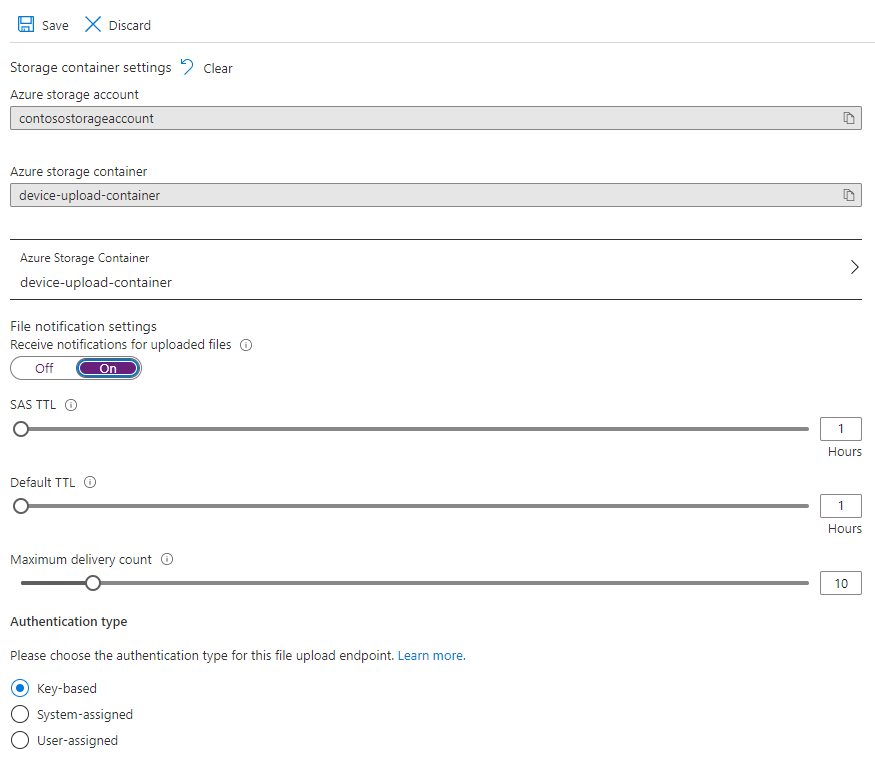 Save Discard
Storage container settings Clear
Azure storage account
contosostorageaccount
Azure storage container
device-upload-container
Azure Storage Container
device-upload-container
File notification settings
Receive notifications for uploaded files
Off On
SAS TTL
1
Hours
Default TTL
1
Hours
Maximum delivery count
10
Authentication type
Please choose the authentication type for this file upload endpoint. Learn more.
Key-based
System-assigned
User-assigned